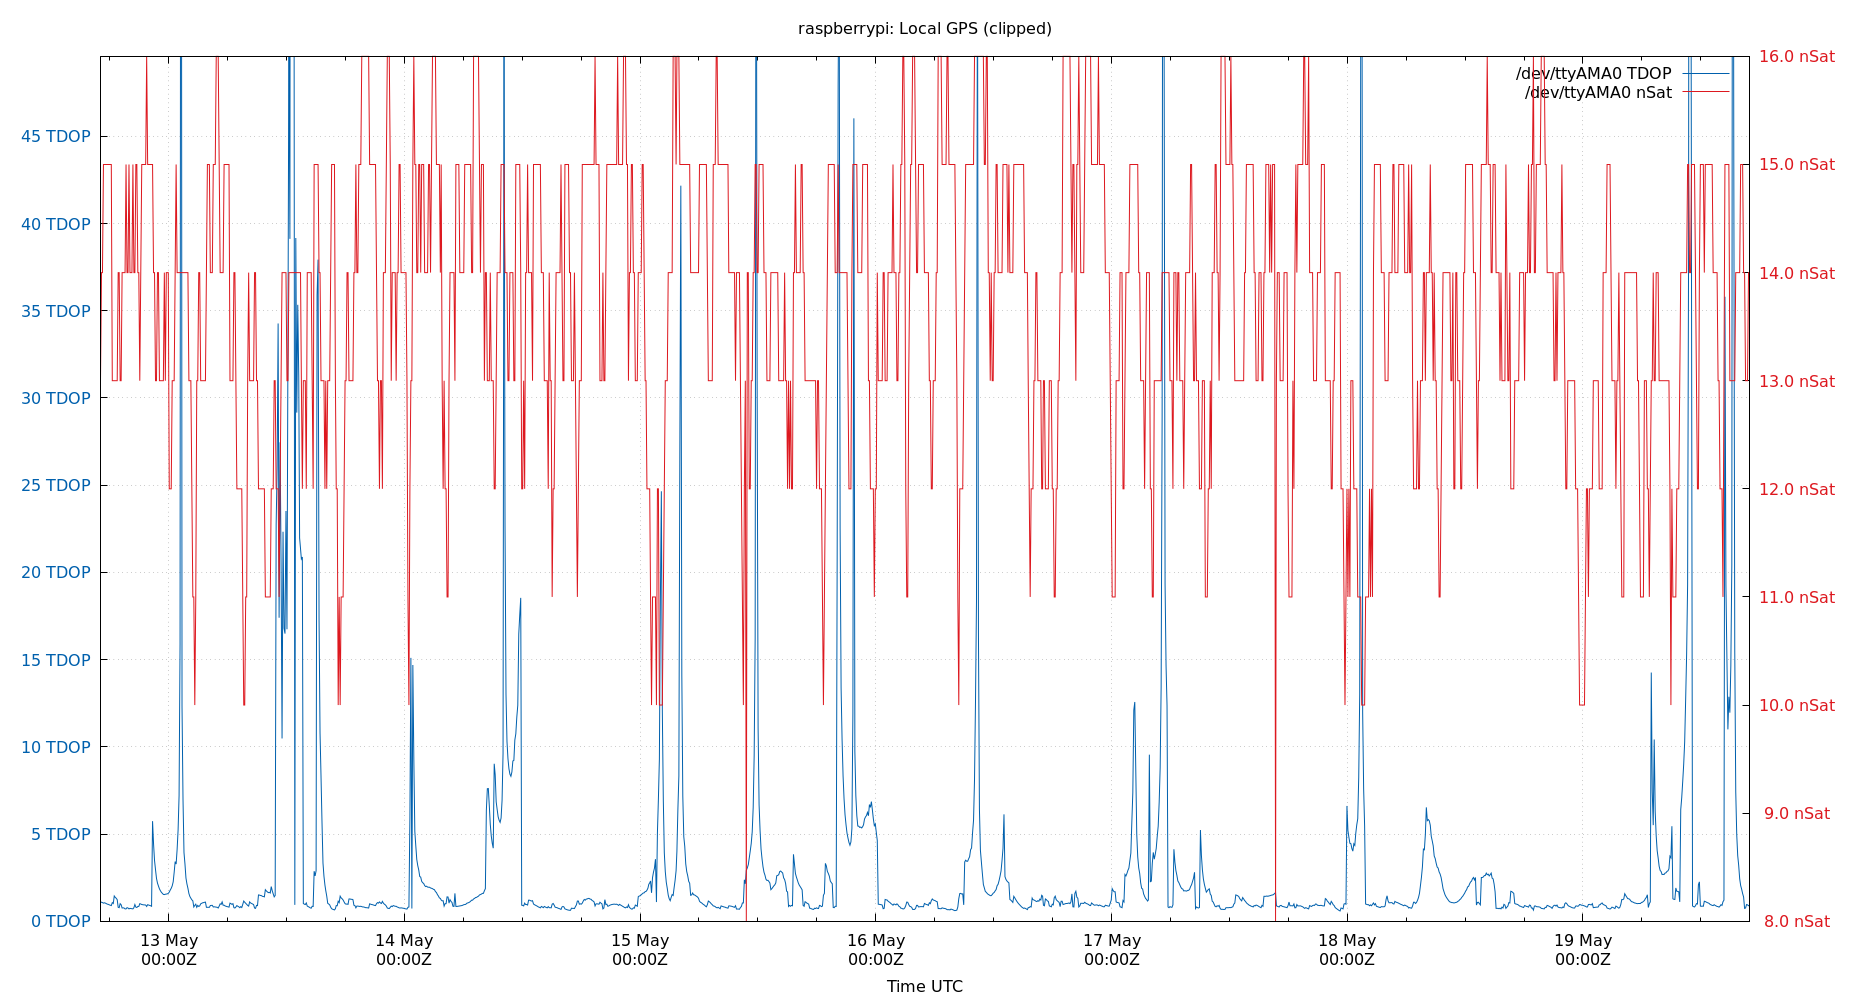 raspberrypi: Local GPS (clipped)
/dev/ttyAMA0 TDOP
/dev/ttyAMA0 nSat
45 TDOP
40 TDOP
35 TDOP
30 TDOP
25 TDOP
20 TDOP
15 TDOP
10 TDOP
5 TDOP
0 TDOP
16.0 nSat
15.0 nSat
14.0 nSat
13.0 nSat
12.0 nSat
11.0 nSat
10.0 nSat
9.0 nSat
8.0 nSat
13 May
00:00Z
14 May
00:00Z
15 May
00:00Z
16 May
00:00Z
17 May
00:00Z
18 May
00:00Z
19 May
00:00Z
Time UTC